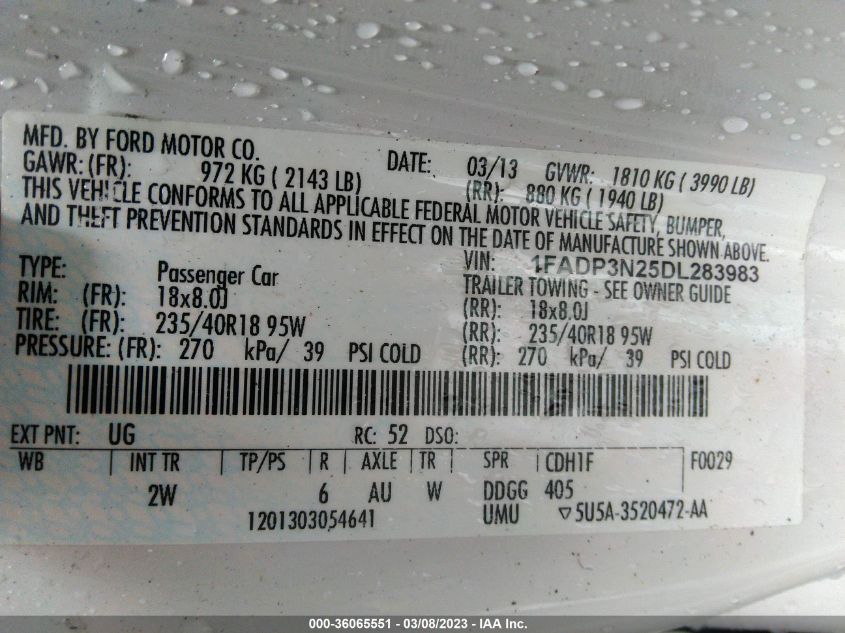 MFD. BY FORD MOTOR CO. DATE: 03/13 GVWR: 1810 KG ( 3990 LB)
GAWR: (FR): 972 KG ( 2143 LB) (RR): 880 KG ( 1940 LB)
THIS VEHICLE CONFORMS TO ALL APPLICABLE FEDERAL MOTOR VEHICLE SAFETY, BUMPER,
AND THEFT PREVENTION STANDARDS IN EFFECT ON THE DATE OF MANUFACTURE SHOWN ABOVE.
VIN: 1FADP3N25DL283983
TYPE: Passenger Car TRAILER TOWING - SEE OWNER GUIDE
RIM: (FR): 18x8.0J (RR): 18x8.0J
TIRE: (FR): 235/40R18 95W (RR): 235/40R18 95W
PRESSURE: (FR): 270 kPa/ 39 PSI COLD (RR): 270 kPa/ 39 PSI COLD
EXT PNT: UG RC: 52 DSO:
WB INT TR TP/PS R AXLE TR SPR CDH1F F0029
2W 6 AU W DDGG 405
1201303054641 UMU ▽5U5A-3520472-AA
000-36065551 - 03/08/2023 - IAA Inc.